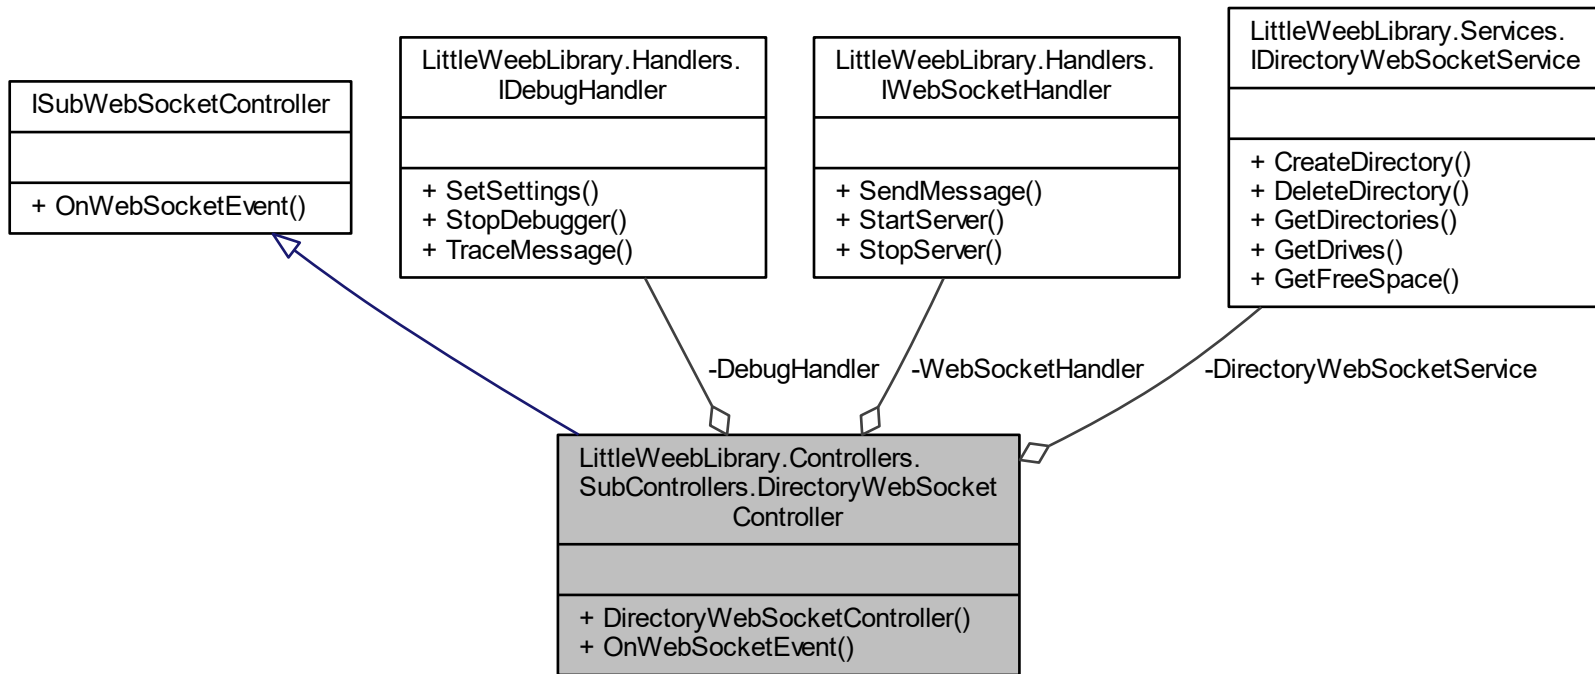 ISubWebSocketController
+ OnWebSocketEvent()
LittleWeebLibrary.Handlers.
IDebugHandler
+ SetSettings()
+ StopDebugger()
+ TraceMessage()
LittleWeebLibrary.Handlers.
IWebSocketHandler
+ SendMessage()
+ StartServer()
+ StopServer()
LittleWeebLibrary.Services.
IDirectoryWebSocketService
+ CreateDirectory()
+ DeleteDirectory()
+ GetDirectories()
+ GetDrives()
+ GetFreeSpace()
-DebugHandler
-WebSocketHandler
-DirectoryWebSocketService
LittleWeebLibrary.Controllers.
SubControllers.DirectoryWebSocket
Controller
+ DirectoryWebSocketController()
+ OnWebSocketEvent()